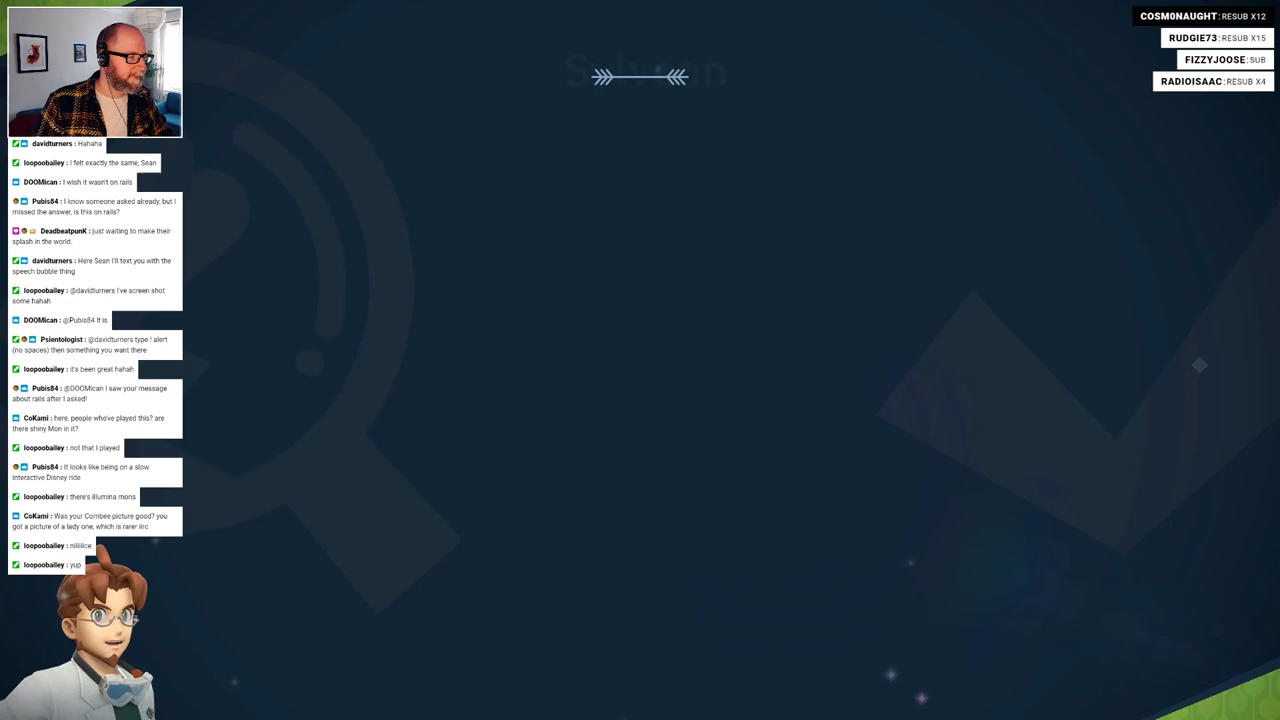 COSM0NAUGHT: RESUB X12
RUDGIE73: RESUB X15
FIZZYJOOSE: SUB
RADIOISAAC: RESUB X4
davidturners : Hahaha
loopoobailey : I felt exactly the same, Sean
DOOMican : I wish it wasn't on rails
Pubis84 : I know someone asked already, but I
missed the answer, is this on rails?
DeadbeatpunK : just waiting to make their
splash in the world.
davidturners : Here Sean I'll text you with the
speech bubble thing
loopoobailey : @davidturners I've screen shot
some hahah
DOOMican : @Pubis84 It is
Psientologist : @davidturners type ! alert
(no spaces) then something you want there
loopoobailey : it's been great hahah
Pubis84 : @DOOMican I saw your message
about rails after I asked!
CoKami : here, people who've played this? are
there shiny Mon in it?
loopoobailey : not that I played
Pubis84 : It looks like being on a slow
interactive Disney ride
loopoobailey : there's illumina mons
CoKami : Was your Combee picture good? you
got a picture of a lady one, which is rarer iirc
loopoobailey : niiiiiice
loopoobailey : yup